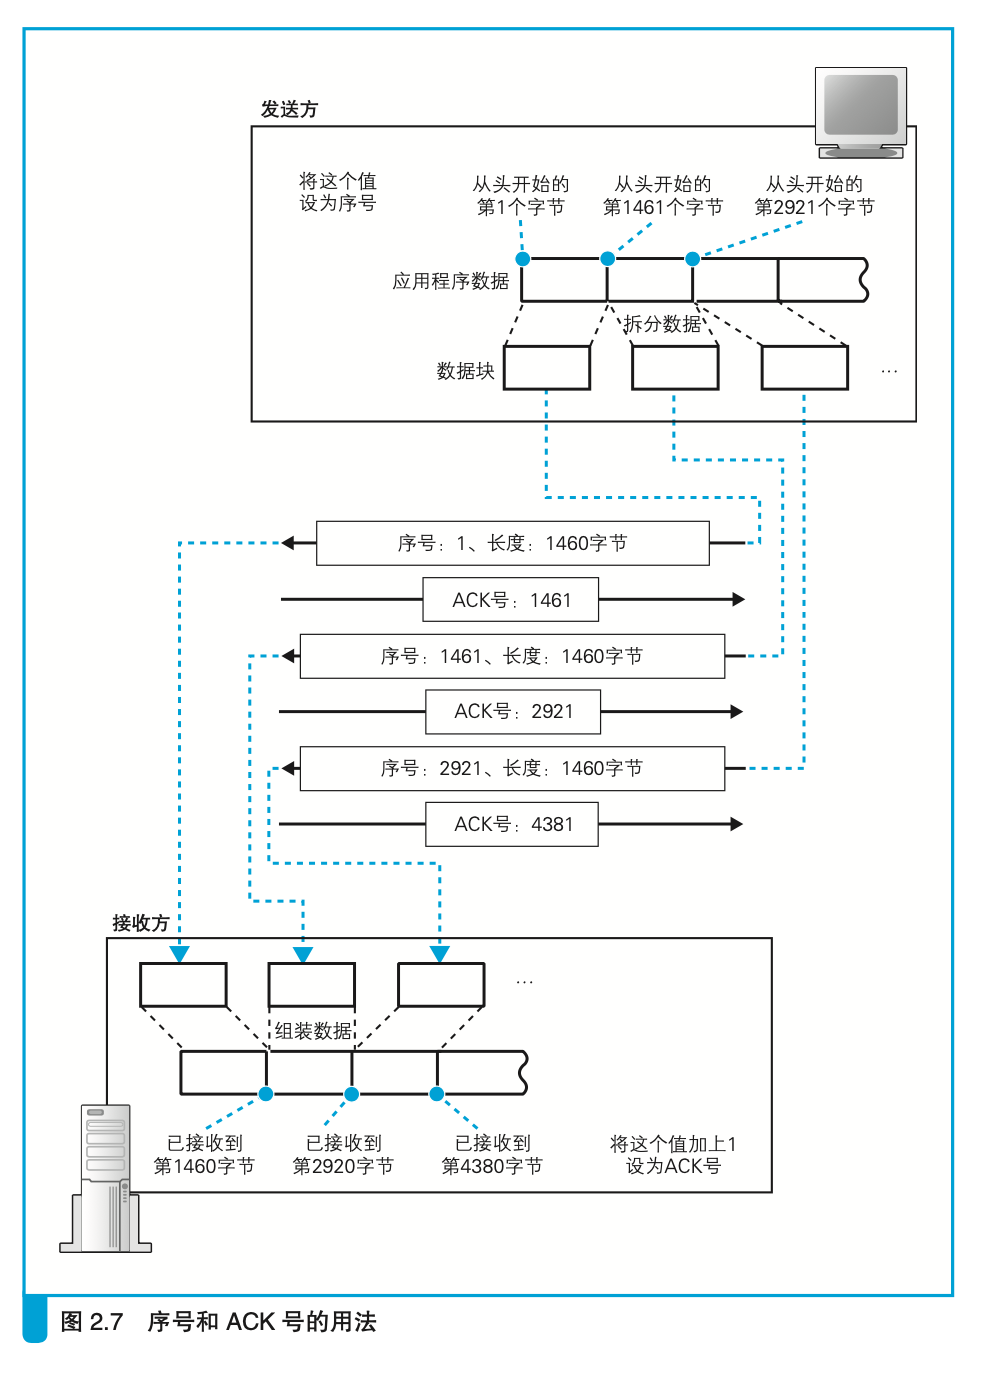 发送方
将这个值
设为序号
从头开始的
第1个字节
从头开始的
第1461个字节
从头开始的
第2921个字节
应用程序数据
拆分数据
数据块
…
序号：1、长度：1460字节
ACK号：1461
序号：1461、长度：1460字节
ACK号：2921
序号：2921、长度：1460字节
ACK号：4381
接收方
…
组装数据
已接收到
第1460字节
已接收到
第2920字节
已接收到
第4380字节
将这个值加上1
设为ACK号
图 2.7 序号和 ACK 号的用法